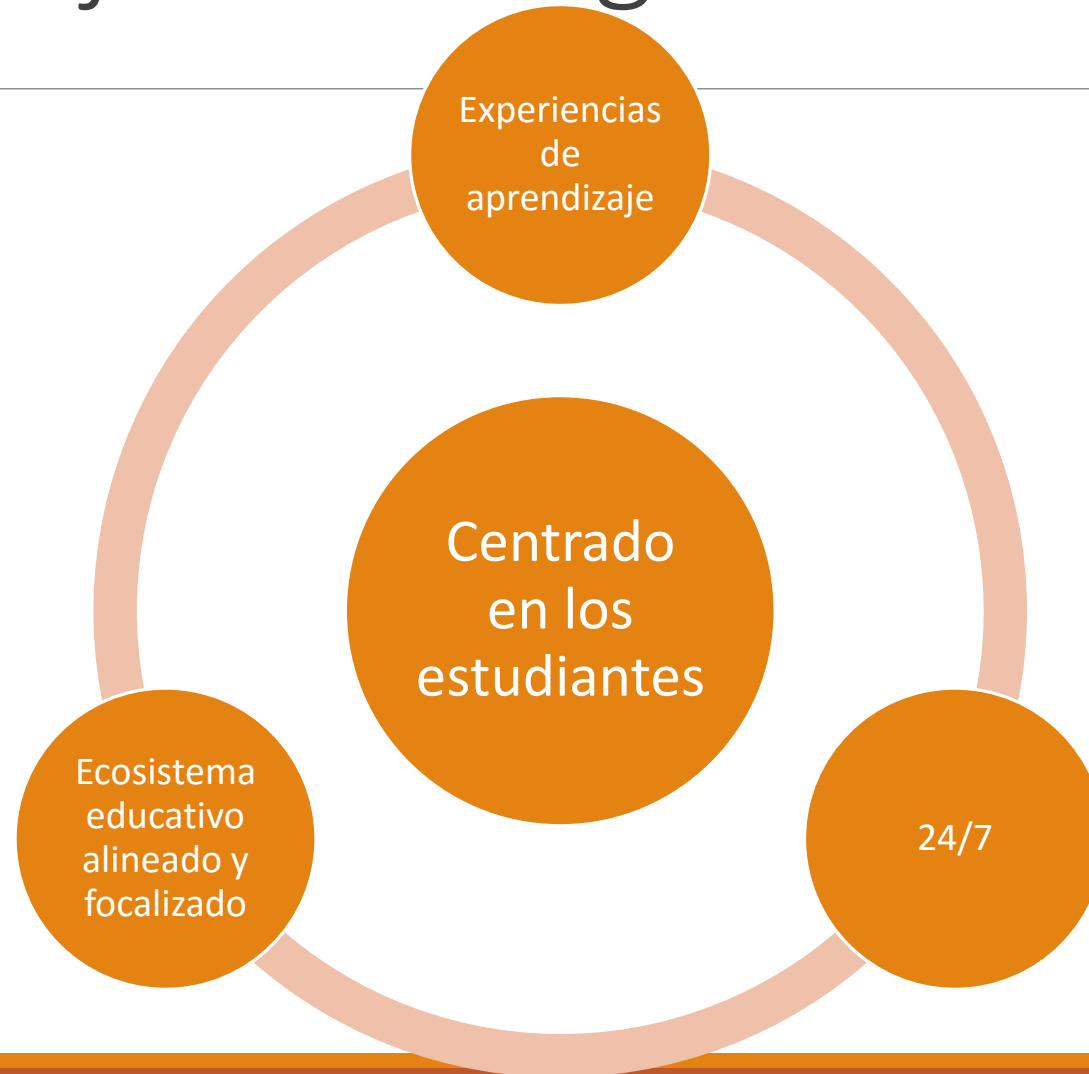 Experiencias
de
aprendizaje
Centrado
en los
estudiantes
Ecosistema
educativo
alineado y
focalizado
24/7